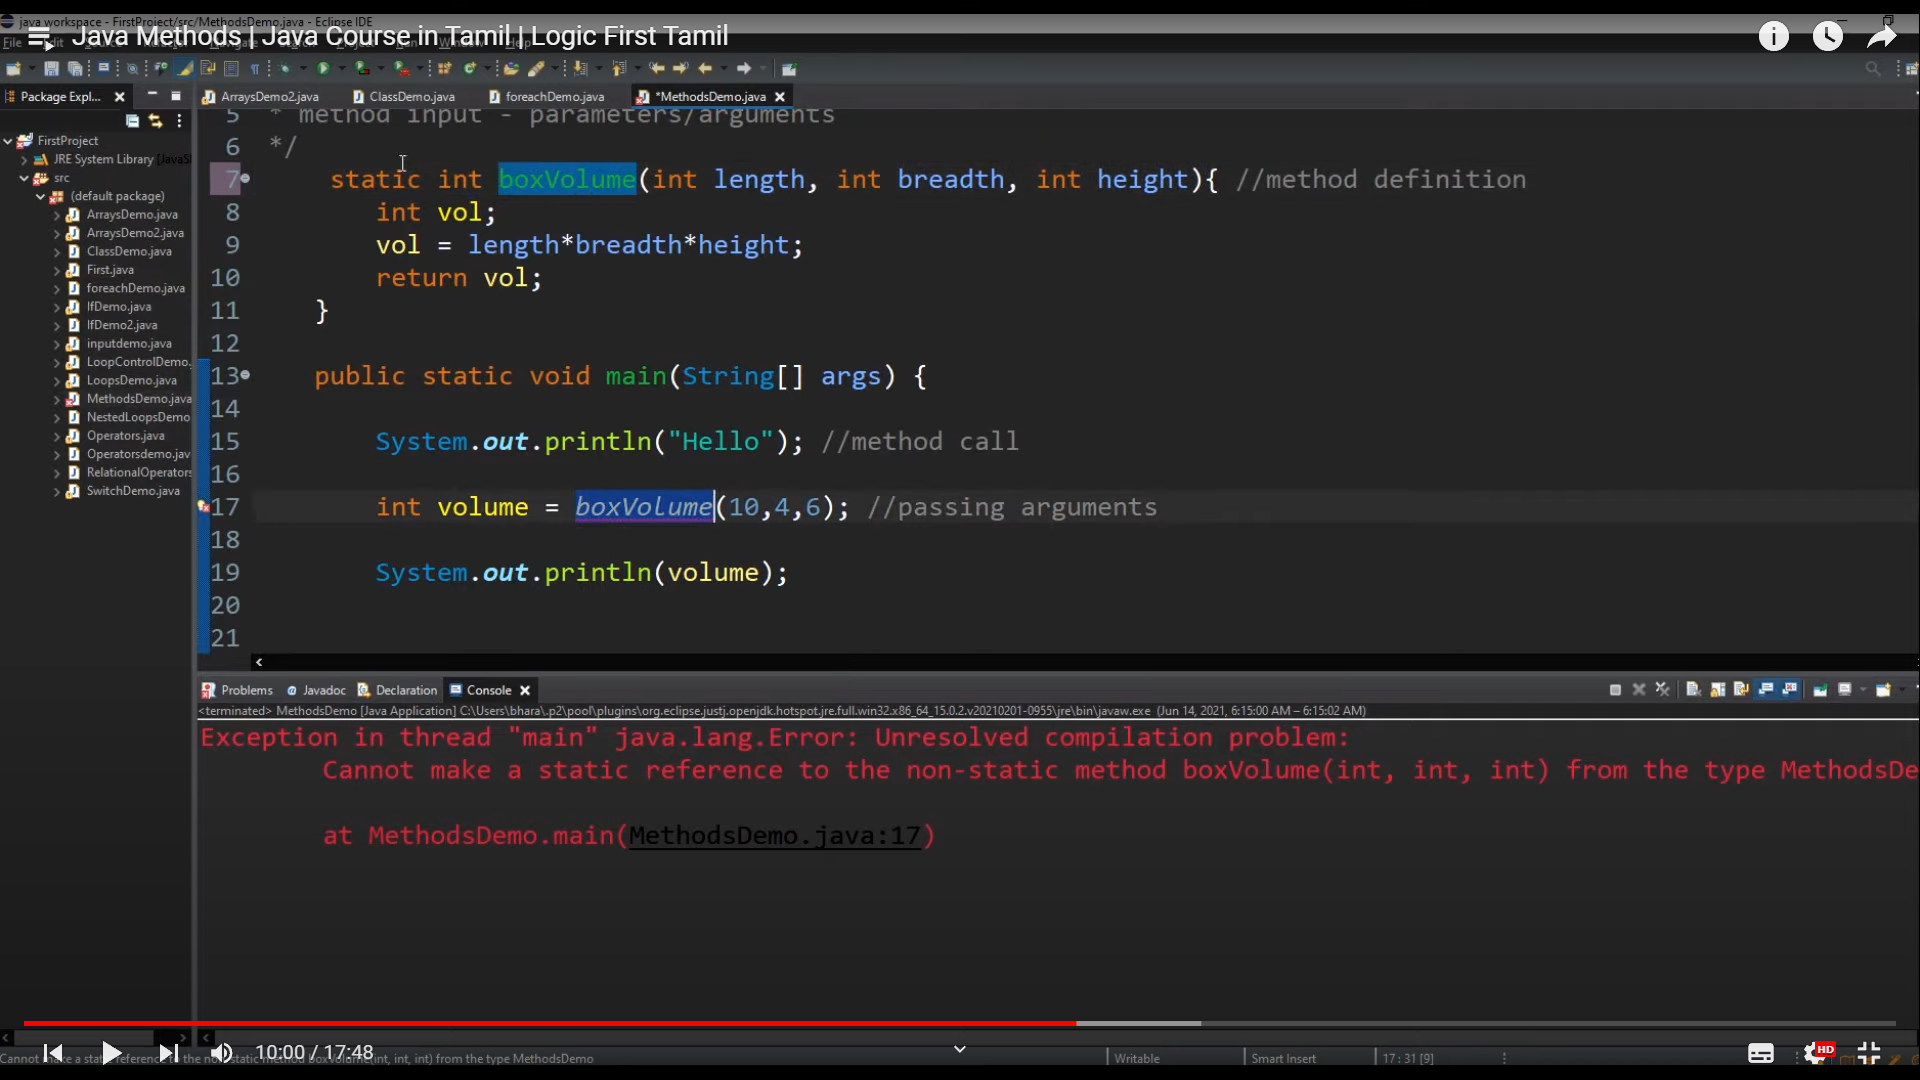 java workspace - FirstProject/src/MethodsDemo.java - Eclipse IDE
Java Methods | Java Course in Tamil | Logic First Tamil
Package Expl...
ArraysDemo2.java
ClassDemo.java
foreachDemo.java
*MethodsDemo.java
FirstProject
JRE System Library [JavaS
src
(default package)
ArraysDemo.java
ArraysDemo2.java
ClassDemo.java
First.java
foreachDemo.java
IfDemo.java
IfDemo2.java
inputdemo.java
LoopControlDemo.
LoopsDemo.java
MethodsDemo.java
NestedLoopsDemo
Operators.java
Operatorsdemo.jav
RelationalOperators
SwitchDemo.java
5 * method input - parameters/arguments
6 */
7 static int boxVolume(int length, int breadth, int height){ //method definition
8 int vol;
9 vol = length*breadth*height;
10 return vol;
11 }
12
13 public static void main(String[] args) {
14
15 System.out.println("Hello"); //method call
16
17 int volume = boxVolume(10,4,6); //passing arguments
18
19 System.out.println(volume);
20
21
Problems Javadoc Declaration Console
<terminated> MethodsDemo [Java Application] C:\Users\bhara\.p2\pool\plugins\org.eclipse.justj.openjdk.hotspot.jre.full.win32.x86_64_15.0.2.v20210201-0955\jre\bin\javaw.exe (Jun 14, 2021, 6:15:00 AM – 6:15:02 AM)
Exception in thread "main" java.lang.Error: Unresolved compilation problem:
Cannot make a static reference to the non-static method boxVolume(int, int, int) from the type MethodsDe
at MethodsDemo.main(MethodsDemo.java:17)
10:00 / 17:48
HD
Cannot make a static reference to the non-static method boxVolume(int, int, int) from the type MethodsDemo
Writable
Smart Insert
17 : 31 [9]